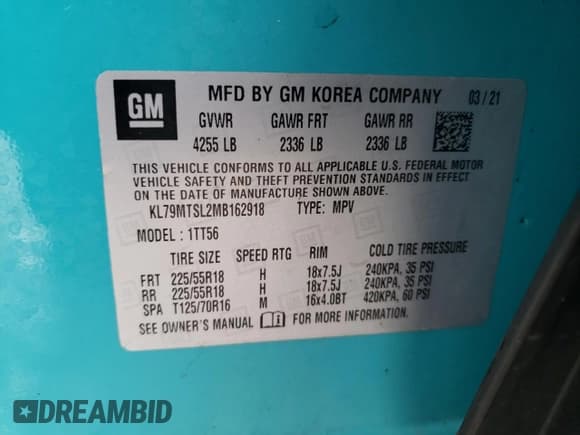 GM
MFD BY GM KOREA COMPANY 03 / 21
GVWR GAWR FRT GAWR RR
4255 LB 2336 LB 2336 LB
THIS VEHICLE CONFORMS TO ALL APPLICABLE U.S. FEDERAL MOTOR
VEHICLE SAFETY AND THEFT PREVENTION STANDARDS IN EFFECT
ON THE DATE OF MANUFACTURE SHOWN ABOVE.
KL79MTSL2MB162918 TYPE: MPV
MODEL : 1TT56
TIRE SIZE SPEED RTG RIM COLD TIRE PRESSURE
FRT 225/55R18 H 18x7.5J 240KPA, 35 PSI
RR 225/55R18 H 18x7.5J 240KPA, 35 PSI
SPA T125/70R16 M 16x4.0BT 420KPA, 60 PSI
SEE OWNER'S MANUAL FOR MORE INFORMATION.
DREAMBID